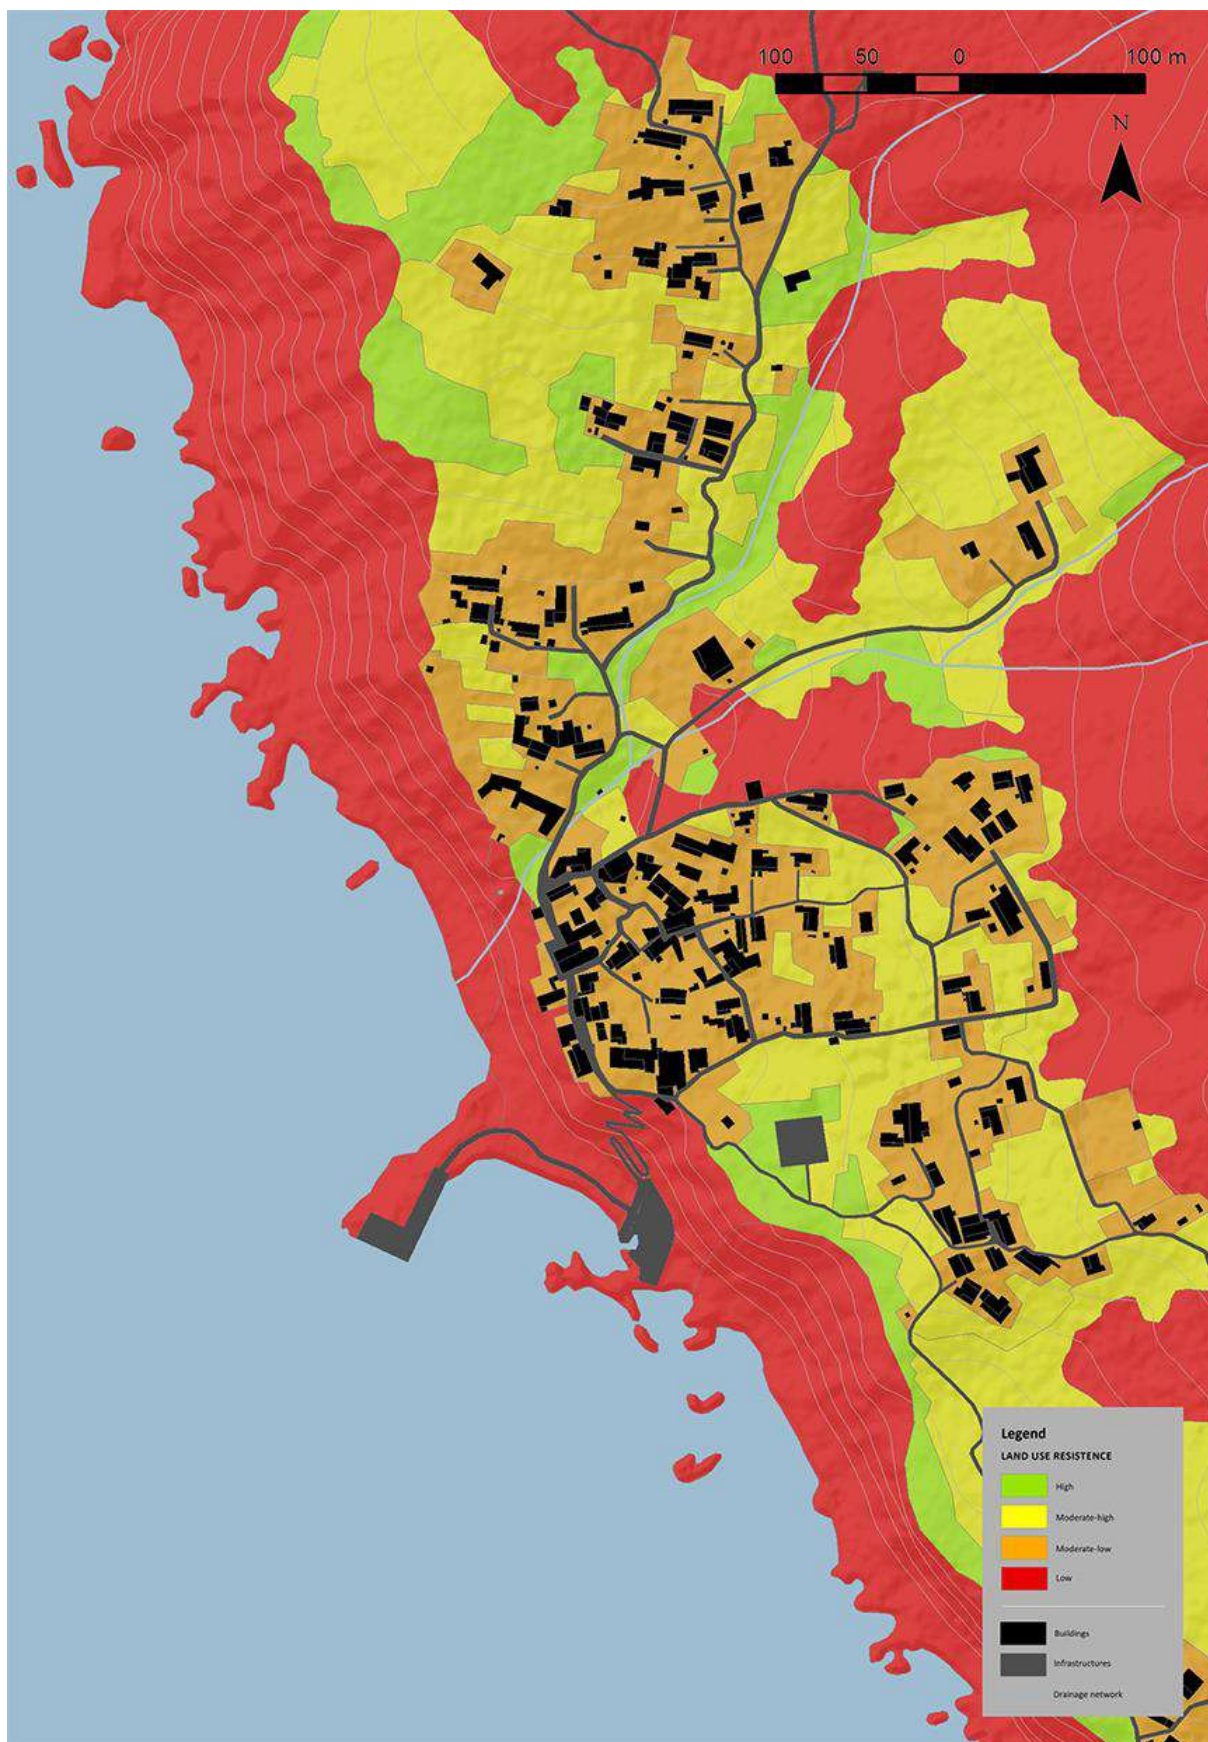 100 50 0 100 m
N
Legend
LAND USE RESISTENCE
High
Moderate-high
Moderate-low
Low
Buildings
Infrastructures
Drainage network